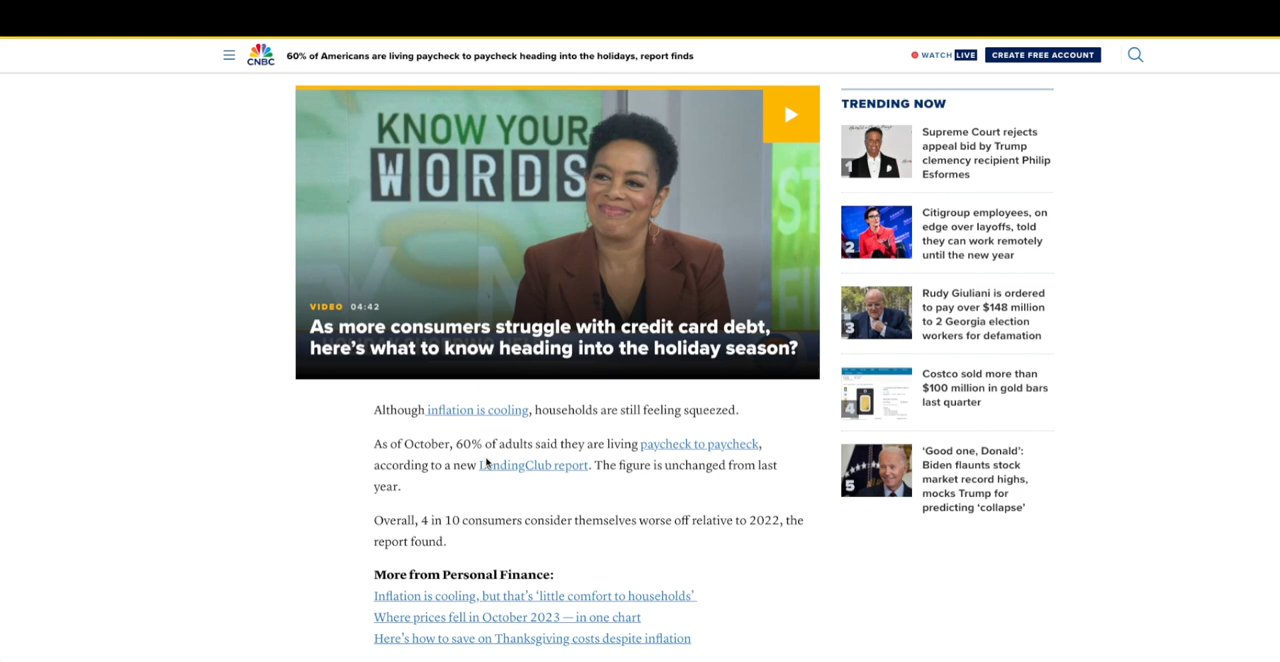 CNBC
60% of Americans are living paycheck to paycheck heading into the holidays, report finds
WATCH LIVE
CREATE FREE ACCOUNT
KNOW YOUR
WORDS
ST
VIDEO 04:42
As more consumers struggle with credit card debt,
here's what to know heading into the holiday season?
Although inflation is cooling, households are still feeling squeezed.
As of October, 60% of adults said they are living paycheck to paycheck,
according to a new LendingClub report. The figure is unchanged from last
year.
Overall, 4 in 10 consumers consider themselves worse off relative to 2022, the
report found.
More from Personal Finance:
Inflation is cooling, but that's ‘little comfort to households’
Where prices fell in October 2023 — in one chart
Here's how to save on Thanksgiving costs despite inflation
TRENDING NOW
1
Supreme Court rejects
appeal bid by Trump
clemency recipient Philip
Esformes
2
Citigroup employees, on
edge over layoffs, told
they can work remotely
until the new year
3
Rudy Giuliani is ordered
to pay over $148 million
to 2 Georgia election
workers for defamation
4
Costco sold more than
$100 million in gold bars
last quarter
5
‘Good one, Donald’:
Biden flaunts stock
market record highs,
mocks Trump for
predicting ‘collapse’